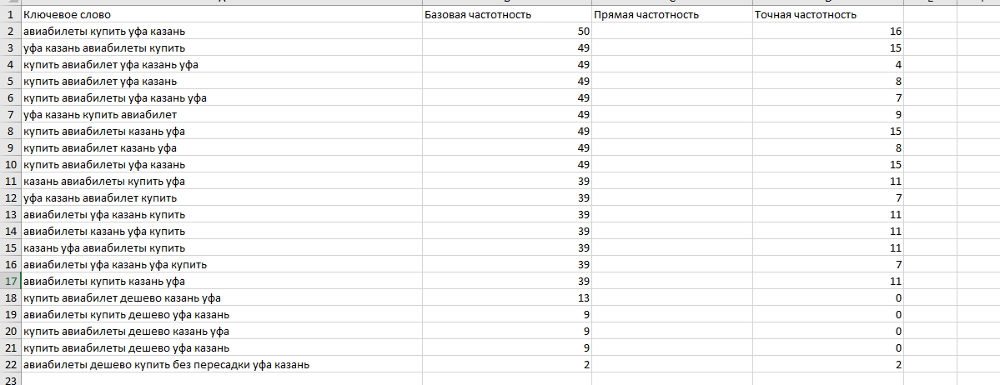 1 Ключевое слово Базовая частотность Прямая частотность Точная частотность
2 авиабилеты купить уфа казань 50 16
3 уфа казань авиабилеты купить 49 15
4 купить авиабилет уфа казань уфа 49 4
5 купить авиабилет уфа казань 49 8
6 купить авиабилеты уфа казань уфа 49 7
7 уфа казань купить авиабилет 49 9
8 купить авиабилеты казань уфа 49 15
9 купить авиабилет казань уфа 49 8
10 купить авиабилеты уфа казань 49 15
11 казань авиабилеты купить уфа 39 11
12 уфа казань авиабилет купить 39 7
13 авиабилеты уфа казань купить 39 11
14 авиабилеты казань уфа купить 39 11
15 казань уфа авиабилеты купить 39 11
16 авиабилеты уфа казань уфа купить 39 7
17 авиабилеты купить казань уфа 39 11
18 купить авиабилет дешево казань уфа 13 0
19 авиабилеты купить дешево уфа казань 9 0
20 купить авиабилеты дешево казань уфа 9 0
21 купить авиабилеты дешево уфа казань 9 0
22 авиабилеты дешево купить без пересадки уфа казань 2 2
23